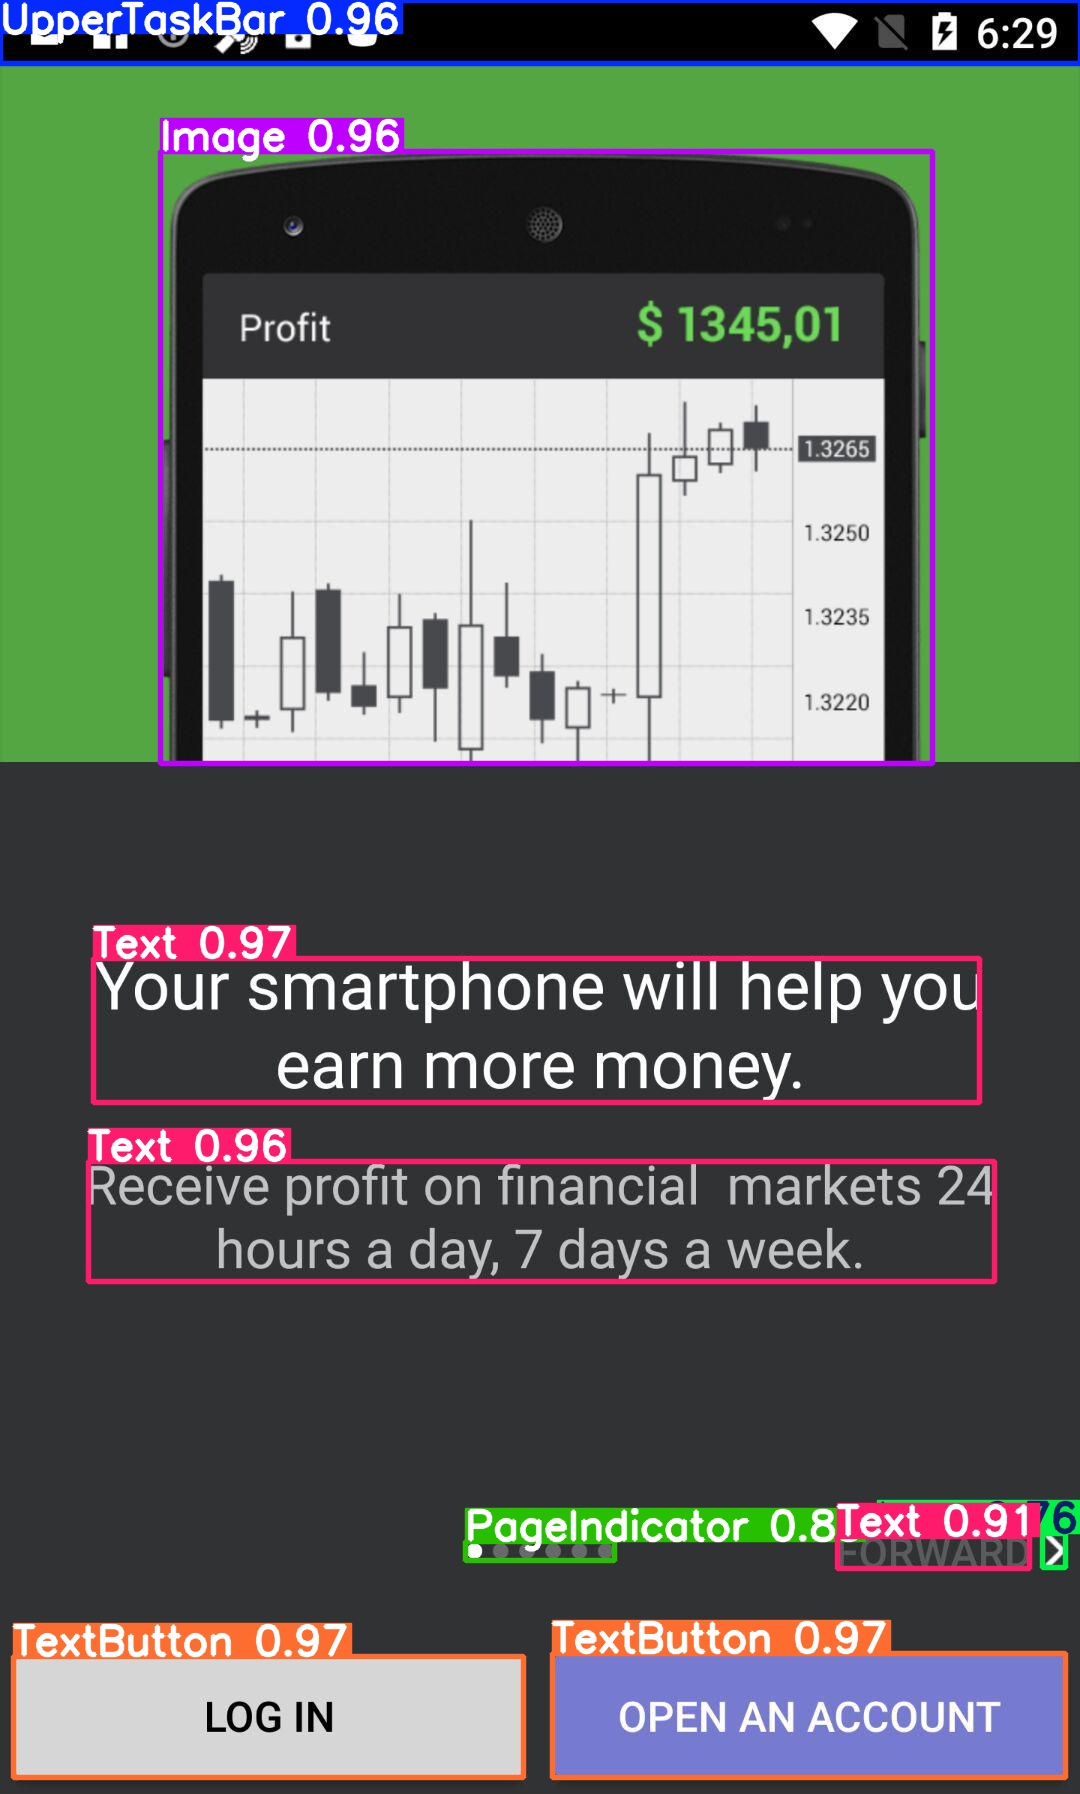 UpperTaskBar 0.96
6:29
Image 0.96
Profit
$ 1345,01
1.3265
1.3250
1.3235
1.3220
Text 0.97
Your smartphone will help you
earn more money.
Text 0.96
Receive profit on financial markets 24
hours a day, 7 days a week.
PageIndicator 0.8
Text 0.91
76
FORWARD
TextButton 0.97
TextButton 0.97
LOG IN
OPEN AN ACCOUNT